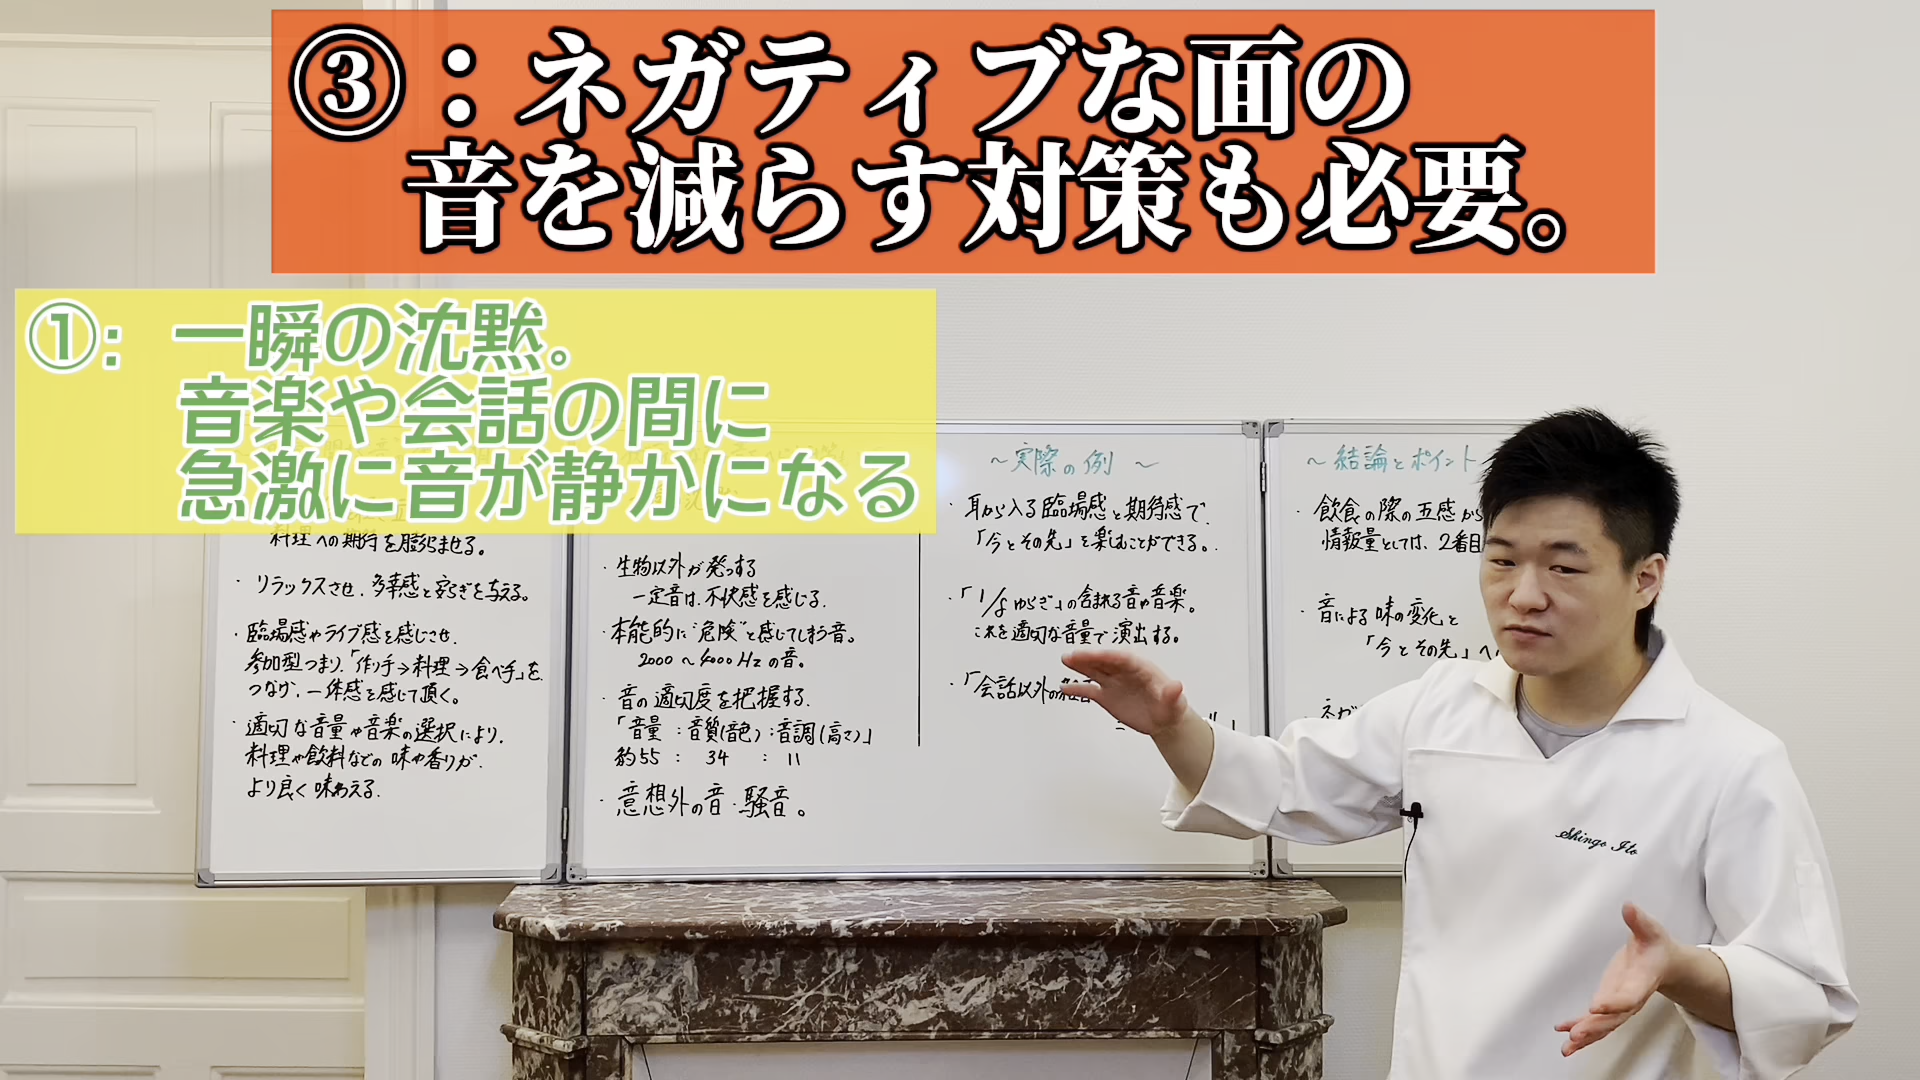 ③：ネガティブな面の
音を減らす対策も必要。
①: 一瞬の沈黙。
音楽や会話の間に
急激に音が静かになる
料理への期待を膨らませる。
・リラックスさせ、多幸感と安らぎを与える。
・臨場感やライブ感を感じさせ、
参加型つまり、「作り手→料理→食べ手」を
つなげ、一体感を感じて頂く。
・適切な音量や音楽の選択により、
料理や飲料などの味や香りが、
より良く味わえる。
・生物以外が発っする
一定音は、不快感を感じる。
・本能的に"危険"と感じてしまう音。
2000～4000Hzの音。
・音の適切度を把握する。
「音量：音質(音色)：音調(高さ)」
約55 : 34 : 11
・意想外の音・騒音。
～実際の例～
・耳から入る臨場感と期待感で、
「今とその先」を楽しむことができる。
・「1/fゆらぎ」の含まれる音や音楽。
これを適切な音量で演出する。
・「会話以外の
～結論とポイント
・飲食の際の五感から
情報量としては、2番目
・音による味の変化と
「今とその先」へ
Shingo Ito